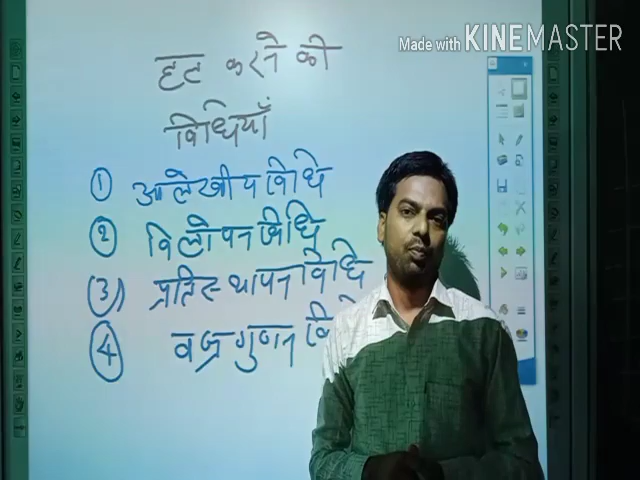 Made with KINEMASTER
हल करने की
विधियाँ
① आलेखीय विधि
② विलोपन विधि
(3) प्रतिस्थापन विधि
④ वज्रगुणन वि